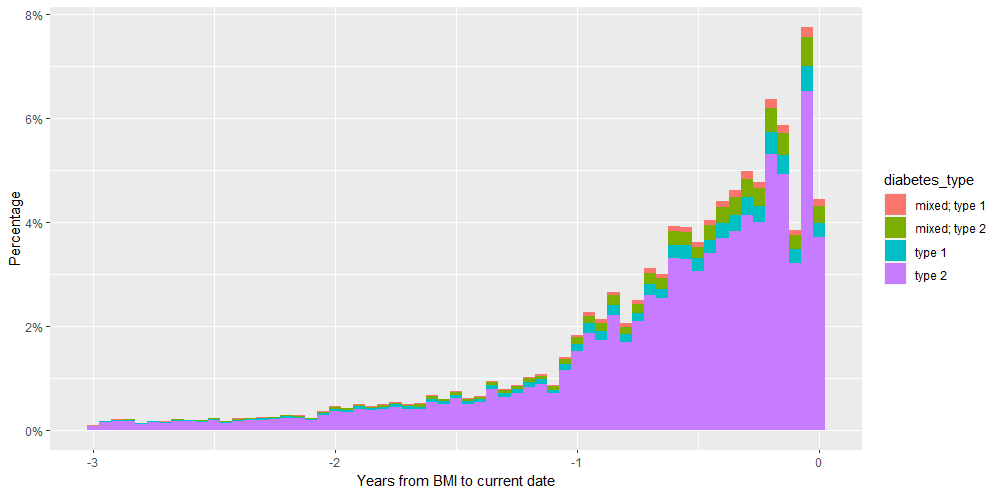 8%
6%
4%
2%
0%
Percentage
-3
-2
-1
0
Years from BMI to current date
diabetes_type
mixed; type 1
mixed; type 2
type 1
type 2